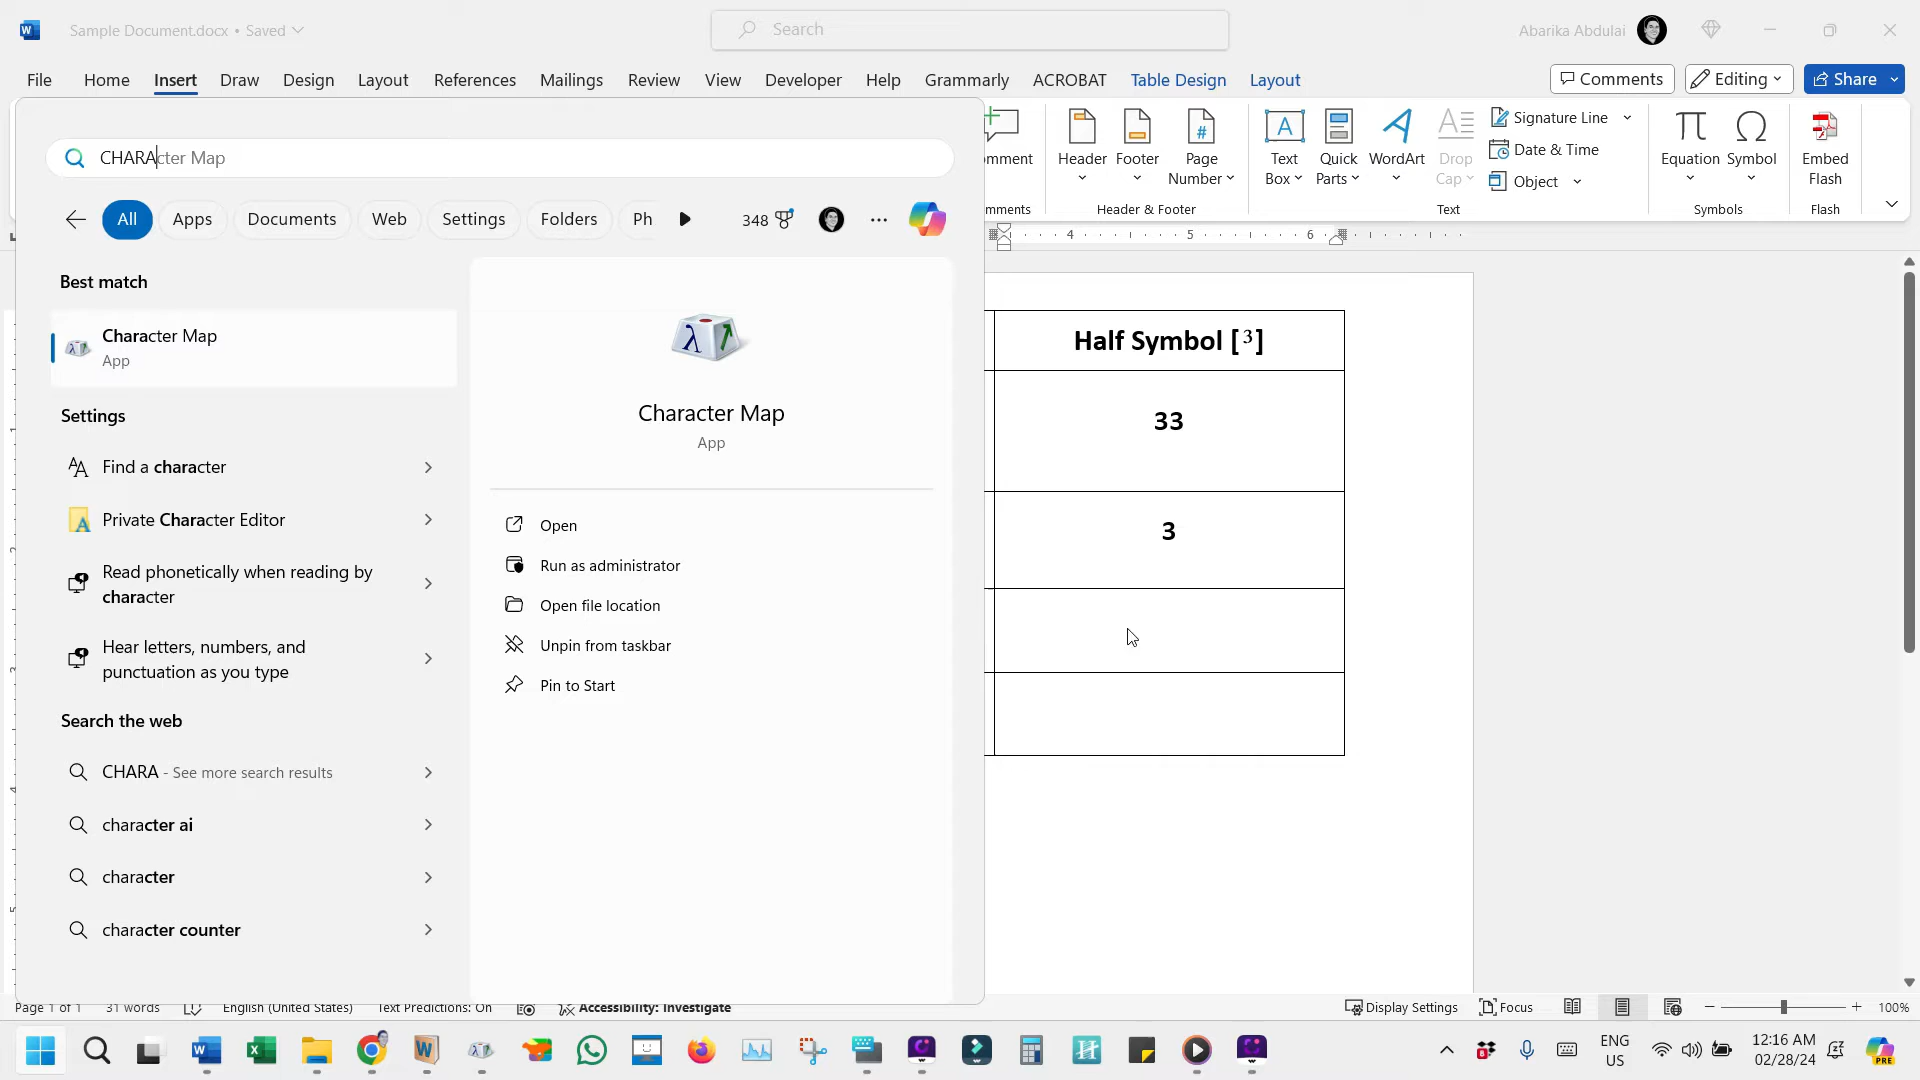 Sample Document.docx • Saved
Search
Abarika Abdulai
File Home Insert Draw Design Layout References Mailings Review View Developer Help Grammarly ACROBAT Table Design Layout
Comments Editing Share
CHARActer Map
All Apps Documents Web Settings Folders Ph 348
Best match
Character Map
App
Settings
Find a character
Private Character Editor
Read phonetically when reading by
character
Hear letters, numbers, and
punctuation as you type
Search the web
CHARA - See more search results
character ai
character
character counter
Character Map
App
Open
Run as administrator
Open file location
Unpin from taskbar
Pin to Start
omment
mments
Header
Footer
Page
Number
Header & Footer
Text
Box
Quick
Parts
WordArt
Drop
Cap
Signature Line
Date & Time
Object
Text
Equation
Symbol
Symbols
Embed
Flash
Flash
4 5 6
Half Symbol [³]
33
3
Page 1 of 1 31 words English (United States) Text Predictions: On Accessibility: Investigate
Display Settings Focus 100%
ENG
US
12:16 AM
02/28/24